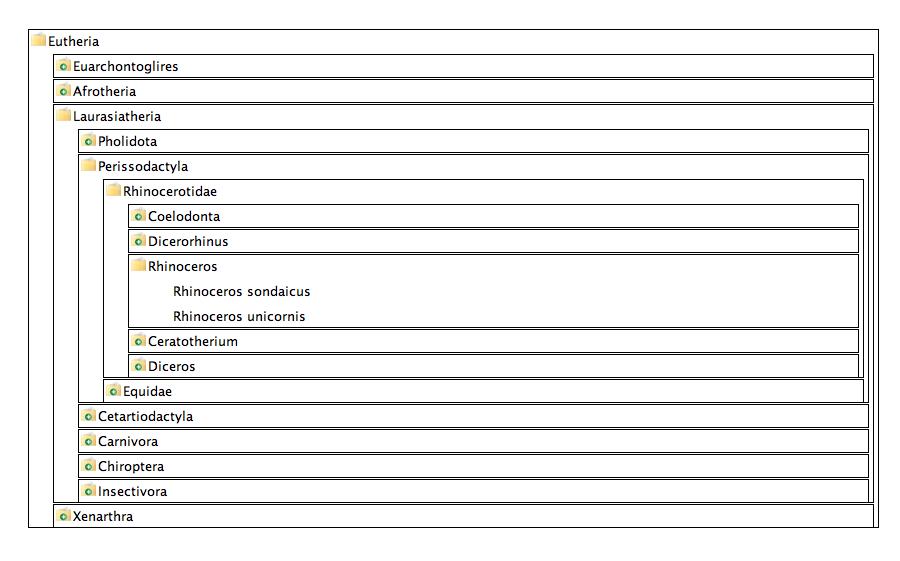 Eutheria
Euarchontoglires
Afrotheria
Laurasiatheria
Pholidota
Perissodactyla
Rhinocerotidae
Coelodonta
Dicerorhinus
Rhinoceros
Rhinoceros sondaicus
Rhinoceros unicornis
Ceratotherium
Diceros
Equidae
Cetartiodactyla
Carnivora
Chiroptera
Insectivora
Xenarthra